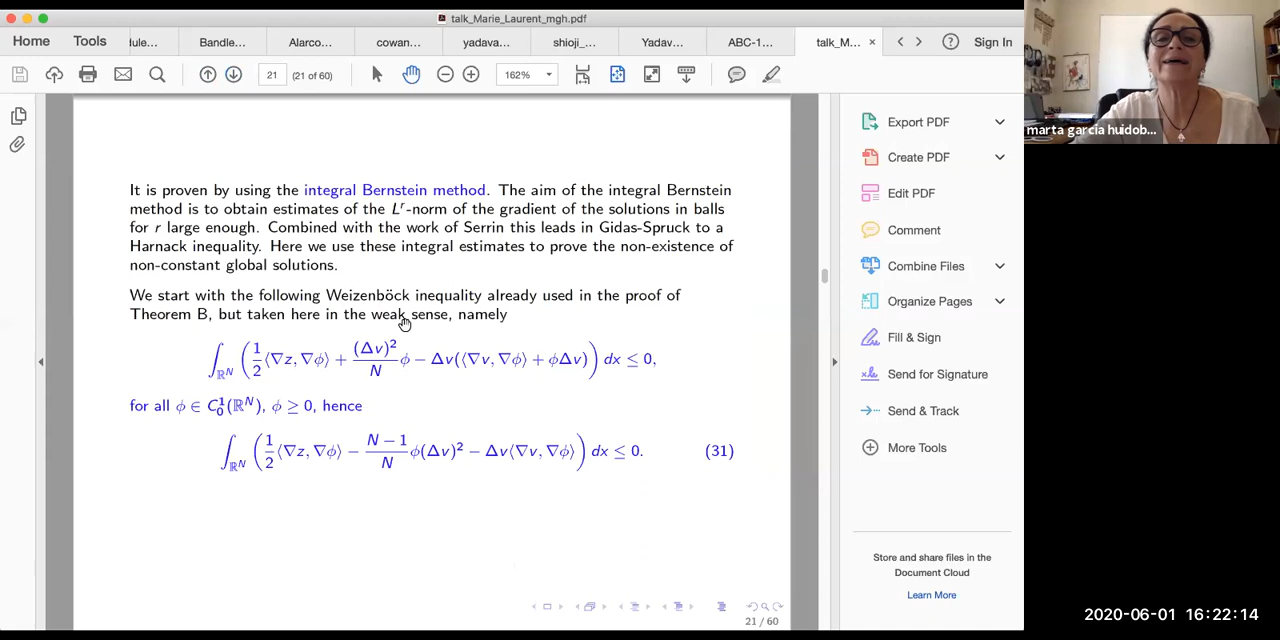 talk_Marie_Laurent_mgh.pdf
Home Tools dule... Bandle... Alarco... cowan... yadava... shioji_... Yadav... ABC-1... talk_M... × Sign In
21 (21 of 60) 162%
It is proven by using the integral Bernstein method. The aim of the integral Bernstein
method is to obtain estimates of the Lʳ-norm of the gradient of the solutions in balls
for r large enough. Combined with the work of Serrin this leads in Gidas-Spruck to a
Harnack inequality. Here we use these integral estimates to prove the non-existence of
non-constant global solutions.
We start with the following Weizenböck inequality already used in the proof of
Theorem B, but taken here in the weak sense, namely
∫_{ℝ^N} (1/2 ⟨∇z, ∇ϕ⟩ + (Δv)²/N ϕ − Δv(⟨∇v, ∇ϕ⟩ + ϕΔv)) dx ≤ 0,
for all ϕ ∈ C₀¹(ℝ^N), ϕ ≥ 0, hence
∫_{ℝ^N} (1/2 ⟨∇z, ∇ϕ⟩ − (N−1)/N ϕ(Δv)² − Δv⟨∇v, ∇ϕ⟩) dx ≤ 0. (31)
21 / 60
Export PDF
Create PDF
Edit PDF
Comment
Combine Files
Organize Pages
Fill & Sign
Send for Signature
Send & Track
More Tools
Store and share files in the
Document Cloud
Learn More
marta garcia huidob...
2020-06-01 16:22:14